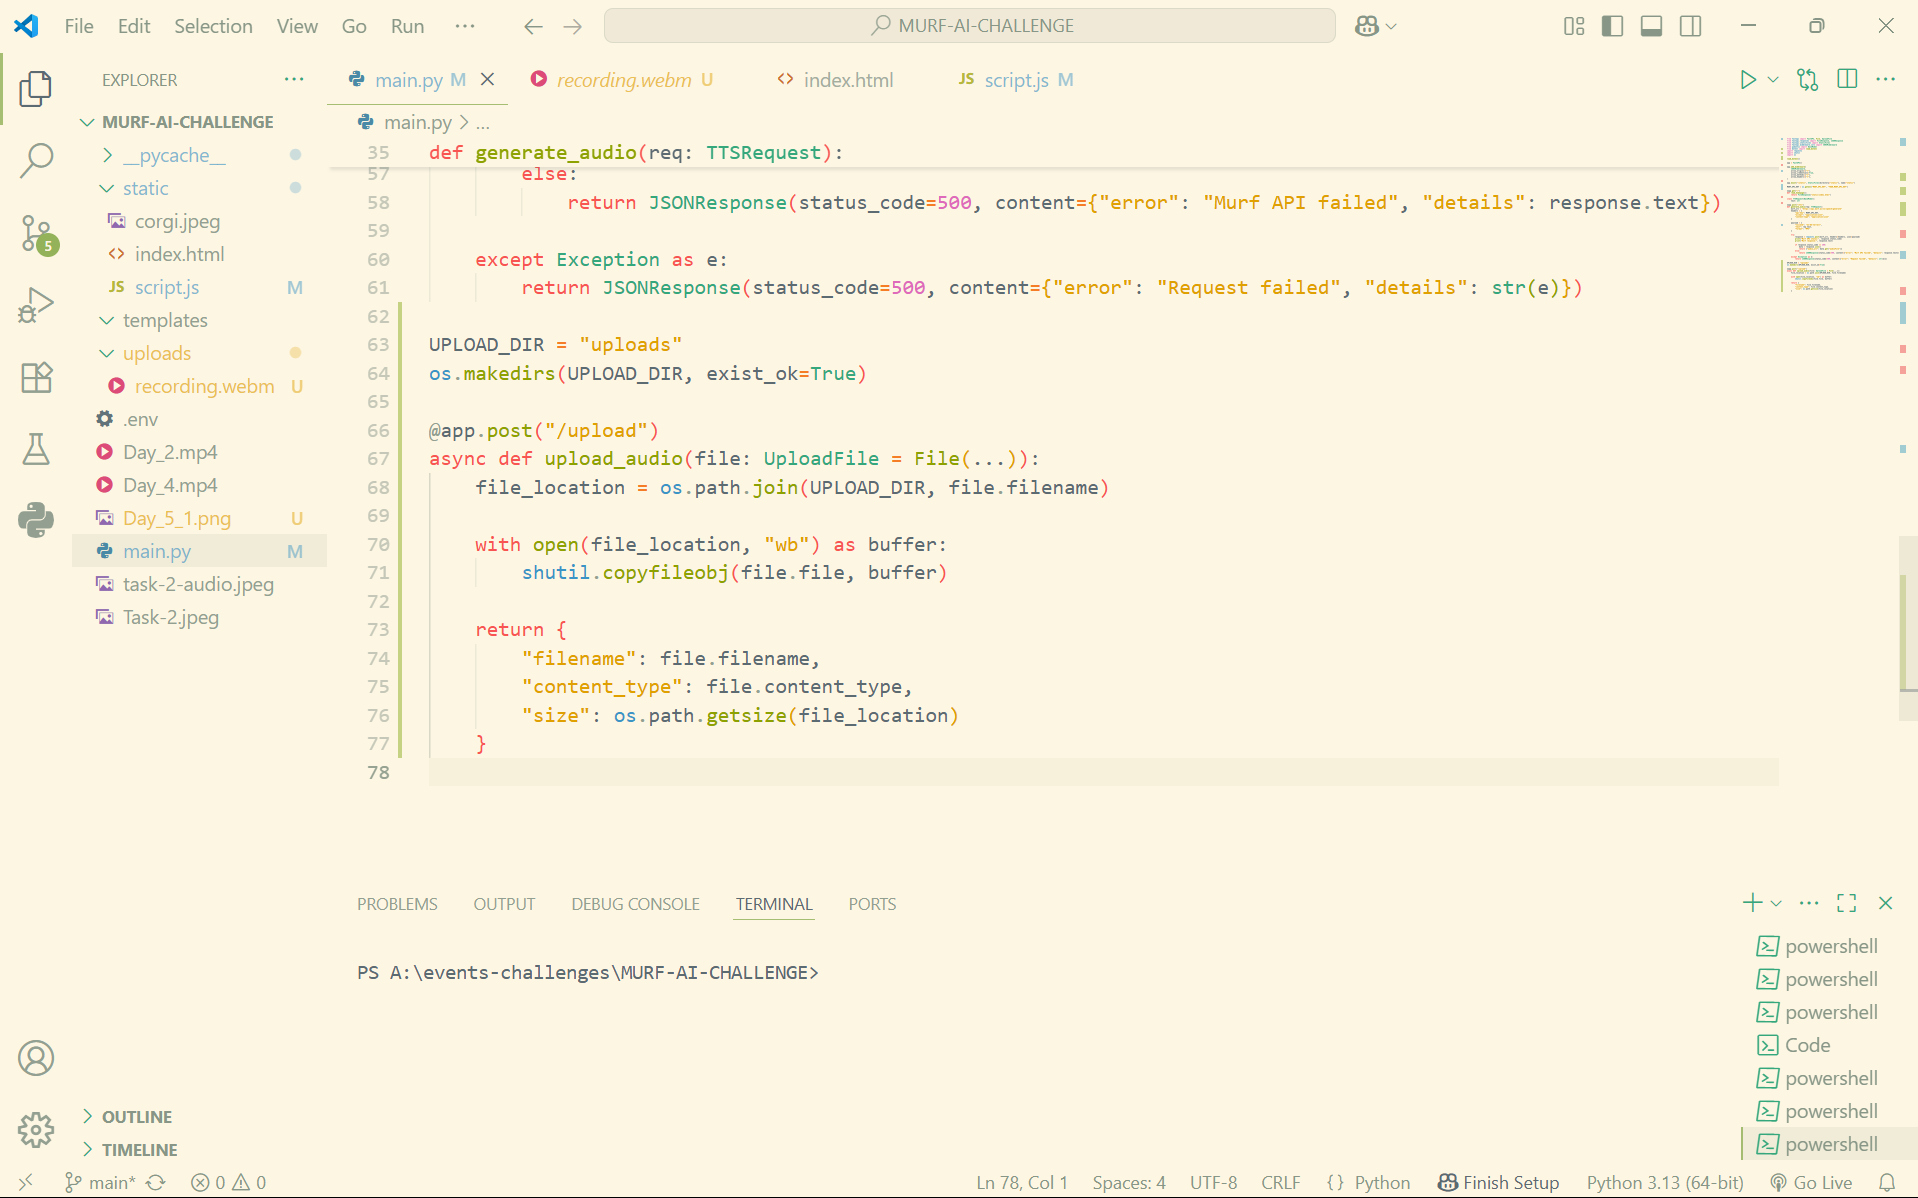 File Edit Selection View Go Run ··· MURF-AI-CHALLENGE
EXPLORER ···
main.py M
recording.webm U
index.html
JS script.js M
MURF-AI-CHALLENGE
__pycache__
static
corgi.jpeg
index.html
JS script.js M
templates
uploads
recording.webm U
.env
Day_2.mp4
Day_4.mp4
Day_5_1.png U
main.py M
task-2-audio.jpeg
Task-2.jpeg
5
OUTLINE
TIMELINE
main.py > ...
35 def generate_audio(req: TTSRequest):
57 else:
58 return JSONResponse(status_code=500, content={"error": "Murf API failed", "details": response.text})
59
60 except Exception as e:
61 return JSONResponse(status_code=500, content={"error": "Request failed", "details": str(e)})
62
63 UPLOAD_DIR = "uploads"
64 os.makedirs(UPLOAD_DIR, exist_ok=True)
65
66 @app.post("/upload")
67 async def upload_audio(file: UploadFile = File(...)):
68 file_location = os.path.join(UPLOAD_DIR, file.filename)
69
70 with open(file_location, "wb") as buffer:
71 shutil.copyfileobj(file.file, buffer)
72
73 return {
74 "filename": file.filename,
75 "content_type": file.content_type,
76 "size": os.path.getsize(file_location)
77 }
78
PROBLEMS OUTPUT DEBUG CONSOLE TERMINAL PORTS
PS A:\events-challenges\MURF-AI-CHALLENGE>
powershell
powershell
powershell
Code
powershell
powershell
powershell
main* 0 0 Ln 78, Col 1 Spaces: 4 UTF-8 CRLF {} Python Finish Setup Python 3.13 (64-bit) Go Live